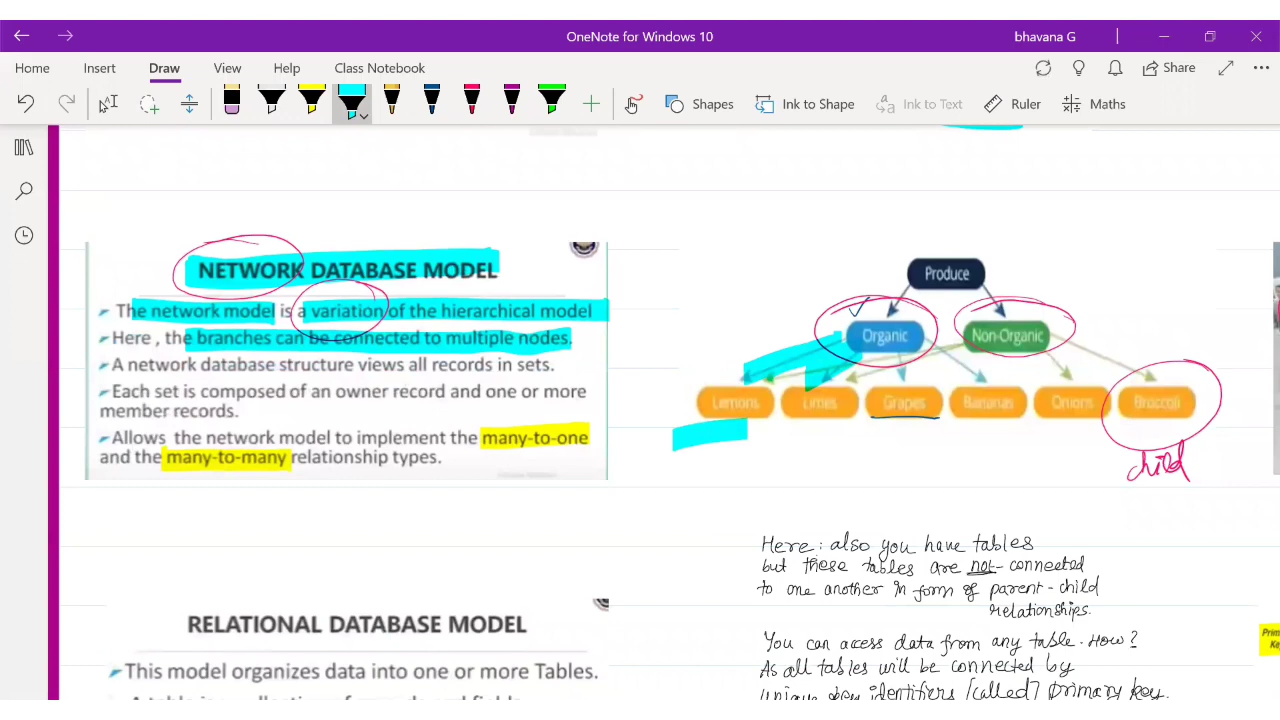 OneNote for Windows 10
bhavana G
Home
Insert
Draw
View
Help
Class Notebook
Share
Shapes
Ink to Shape
Ink to Text
Ruler
Maths
NETWORK DATABASE MODEL
The network model is a variation of the hierarchical model
Here , the branches can be connected to multiple nodes.
A network database structure views all records in sets.
Each set is composed of an owner record and one or more
member records.
Allows the network model to implement the many-to-one
and the many-to-many relationship types.
Produce
Organic
Non-Organic
Lemons
Limes
Grapes
Bananas
Onions
Broccoli
child
Here: also you have tables
but these tables are not connected
to one another in form of parent-child
relationships.
You can acess data from any table. How?
As all tables will be connected by
Unique key identifiers [called] primary key.
RELATIONAL DATABASE MODEL
This model organizes data into one or more Tables.